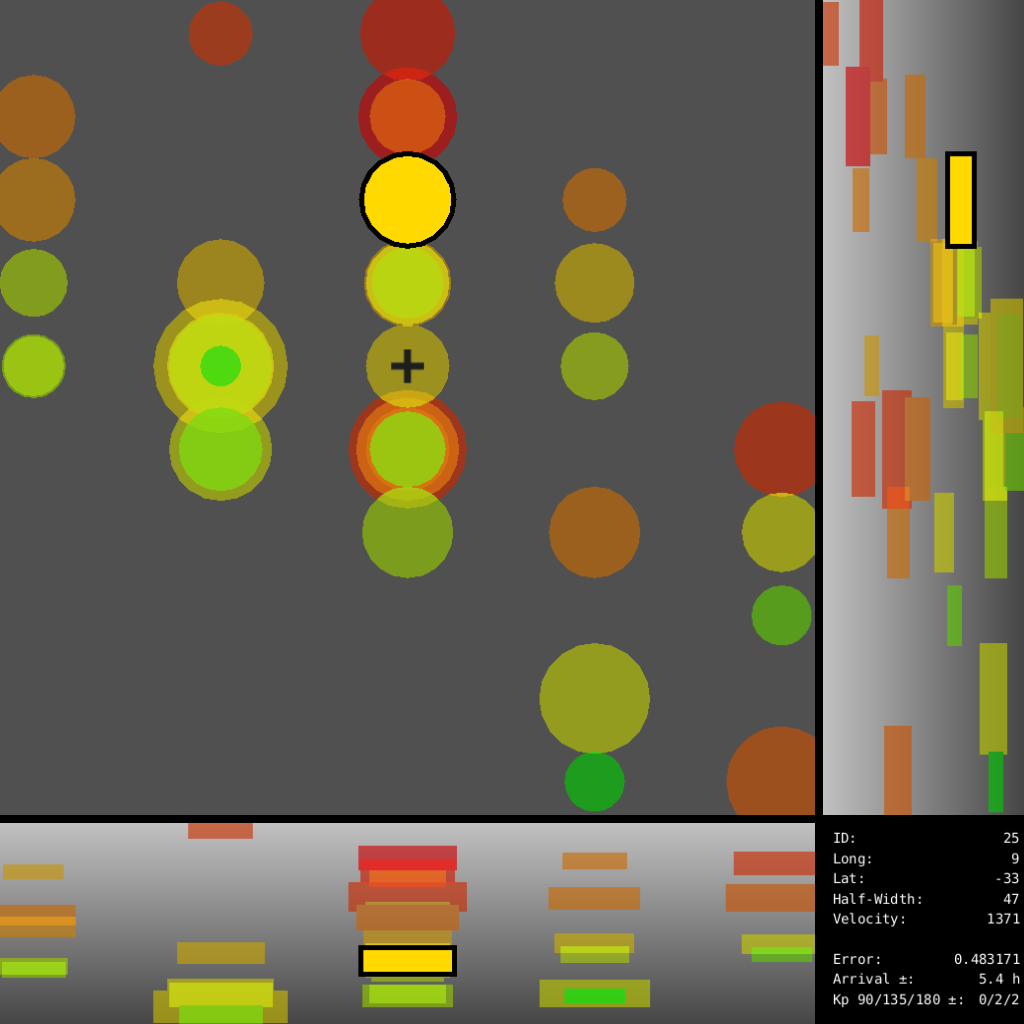 ID: 25
Long: 9
Lat: -33
Half-Width: 47
Velocity: 1371
Error: 0.483171
Arrival ±: 5.4 h
Kp 90/135/180 ±: 0/2/2